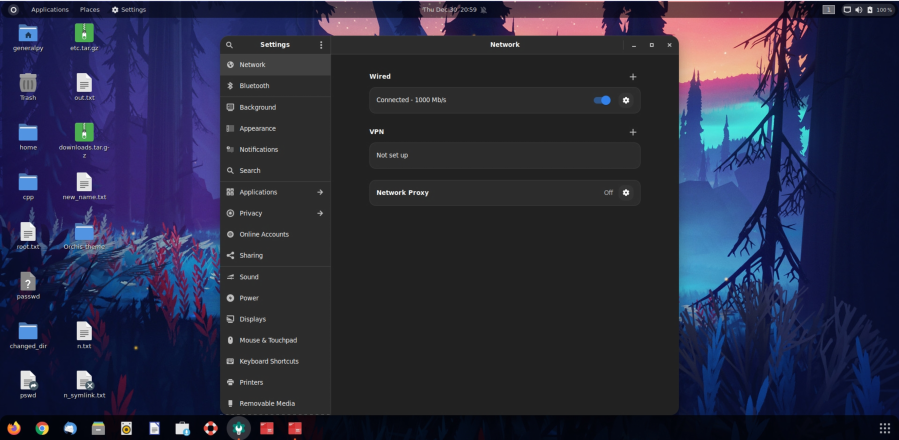 Applications Places Settings
Thu Dec 30 20:59
1
100 %
generalpy
etc.tar.gz
Trash
out.txt
home
downloads.tar.g-
z
cpp
new_name.txt
root.txt
Orchis-theme
passwd
changed_dir
n.txt
pswd
n_symlink.txt
Settings
Network
Bluetooth
Background
Appearance
Notifications
Search
Applications
Privacy
Online Accounts
Sharing
Sound
Power
Displays
Mouse & Touchpad
Keyboard Shortcuts
Printers
Removable Media
Network
Wired
Connected - 1000 Mb/s
VPN
Not set up
Network Proxy
Off